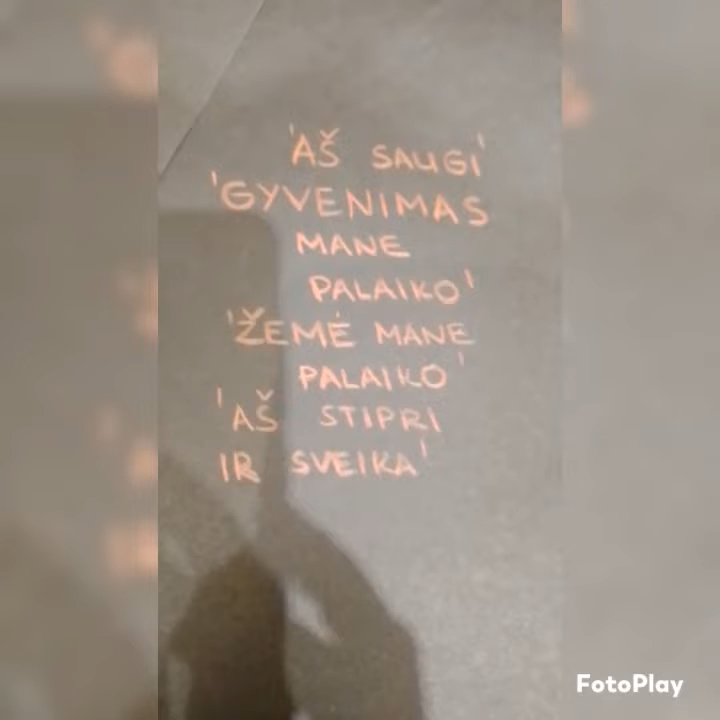 'AŠ SAUGI'
'GYVENIMAS
MANE
PALAIKO'
'ŽEMĖ MANE
PALAIKO'
'AŠ STIPRI
IR SVEIKA'
FotoPlay